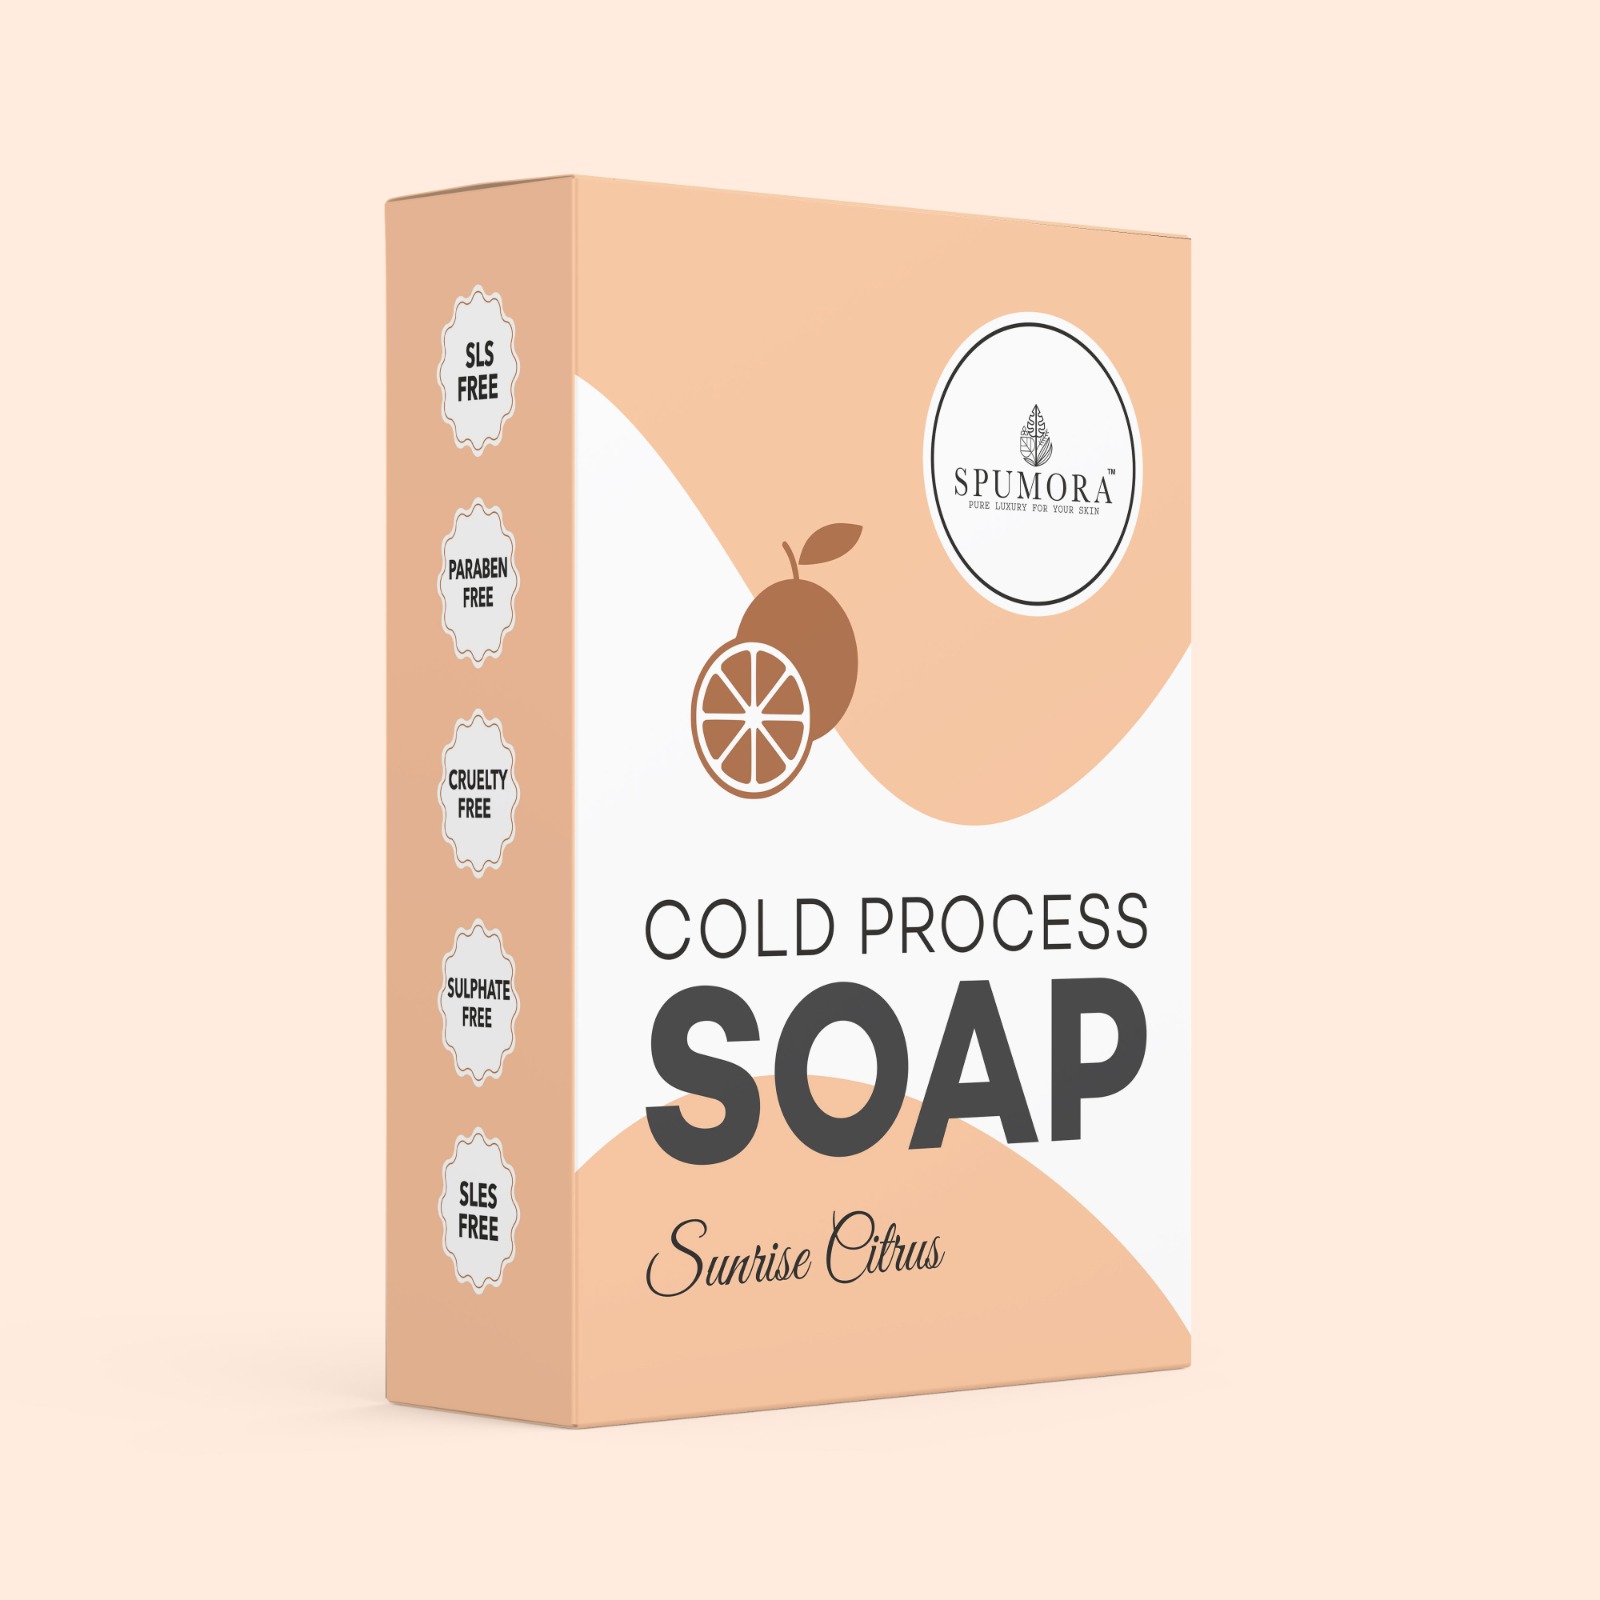 SLS
FREE
PARABEN
FREE
CRUELTY
FREE
SULPHATE
FREE
SLES
FREE
SPUMORA™
PURE LUXURY FOR YOUR SKIN
COLD PROCESS
SOAP
Sunrise Citrus